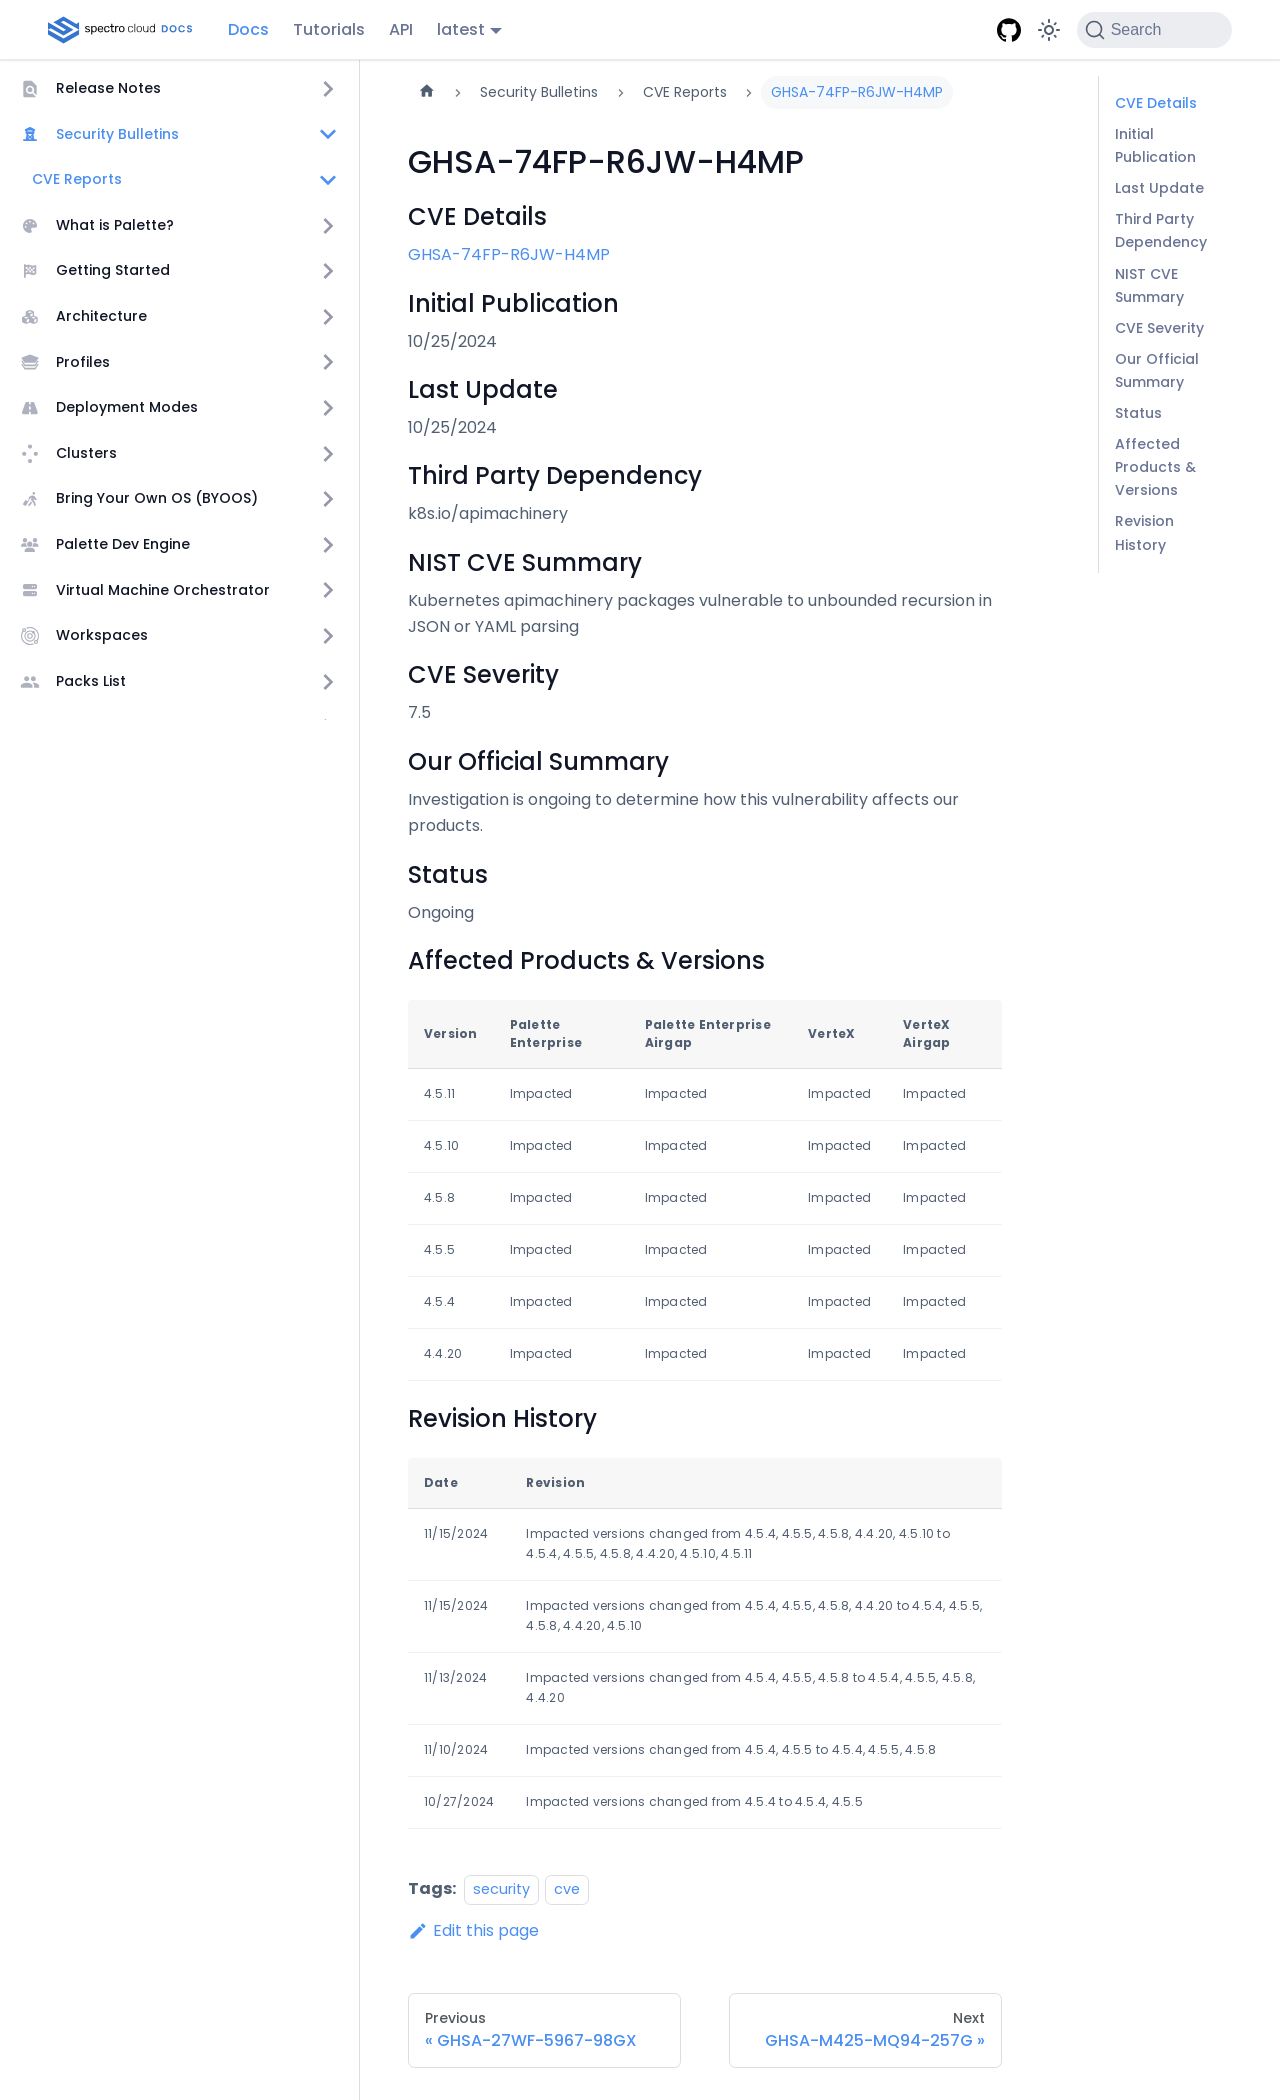 spectro cloud DOCS
Docs
Tutorials
API
latest
Search
Release Notes
Security Bulletins
CVE Reports
What is Palette?
Getting Started
Architecture
Profiles
Deployment Modes
Clusters
Bring Your Own OS (BYOOS)
Palette Dev Engine
Virtual Machine Orchestrator
Workspaces
Packs List
Security Bulletins
CVE Reports
GHSA-74FP-R6JW-H4MP
GHSA-74FP-R6JW-H4MP
CVE Details
GHSA-74FP-R6JW-H4MP
Initial Publication
10/25/2024
Last Update
10/25/2024
Third Party Dependency
k8s.io/apimachinery
NIST CVE Summary
Kubernetes apimachinery packages vulnerable to unbounded recursion in
JSON or YAML parsing
CVE Severity
7.5
Our Official Summary
Investigation is ongoing to determine how this vulnerability affects our
products.
Status
Ongoing
Affected Products & Versions
Version Palette Enterprise Palette Enterprise Airgap VerteX VerteX Airgap
4.5.11 Impacted Impacted Impacted Impacted
4.5.10 Impacted Impacted Impacted Impacted
4.5.8 Impacted Impacted Impacted Impacted
4.5.5 Impacted Impacted Impacted Impacted
4.5.4 Impacted Impacted Impacted Impacted
4.4.20 Impacted Impacted Impacted Impacted
Revision History
Date Revision
11/15/2024 Impacted versions changed from 4.5.4, 4.5.5, 4.5.8, 4.4.20, 4.5.10 to
4.5.4, 4.5.5, 4.5.8, 4.4.20, 4.5.10, 4.5.11
11/15/2024 Impacted versions changed from 4.5.4, 4.5.5, 4.5.8, 4.4.20 to 4.5.4, 4.5.5,
4.5.8, 4.4.20, 4.5.10
11/13/2024 Impacted versions changed from 4.5.4, 4.5.5, 4.5.8 to 4.5.4, 4.5.5, 4.5.8,
4.4.20
11/10/2024 Impacted versions changed from 4.5.4, 4.5.5 to 4.5.4, 4.5.5, 4.5.8
10/27/2024 Impacted versions changed from 4.5.4 to 4.5.4, 4.5.5
Tags: security cve
Edit this page
Previous
« GHSA-27WF-5967-98GX
Next
GHSA-M425-MQ94-257G »
CVE Details
Initial
Publication
Last Update
Third Party
Dependency
NIST CVE
Summary
CVE Severity
Our Official
Summary
Status
Affected
Products &
Versions
Revision
History